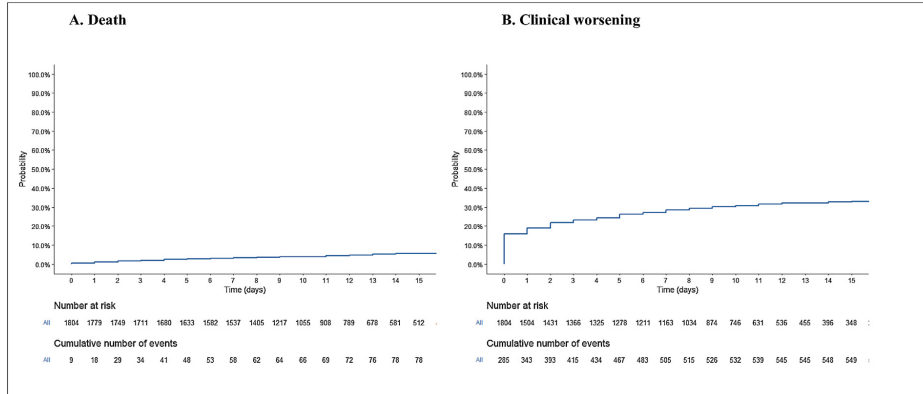 A. Death
100.0%
90.0%
80.0%
70.0%
60.0%
50.0%
40.0%
30.0%
20.0%
10.0%
0.0%
Probability
0 1 2 3 4 5 6 7 8 9 10 11 12 13 14 15
Time (days)
Number at risk
All 1804 1779 1749 1711 1680 1633 1582 1537 1405 1217 1055 908 789 678 581 512
Cumulative number of events
All 9 18 29 34 41 48 53 58 62 64 66 69 72 76 78 78
B. Clinical worsening
100.0%
90.0%
80.0%
70.0%
60.0%
50.0%
40.0%
30.0%
20.0%
10.0%
0.0%
Probability
0 1 2 3 4 5 6 7 8 9 10 11 12 13 14 15
Time (days)
Number at risk
All 1804 1504 1431 1366 1325 1278 1211 1163 1034 874 746 631 536 455 396 348
Cumulative number of events
All 285 343 393 415 434 467 483 505 515 526 532 539 545 545 548 549